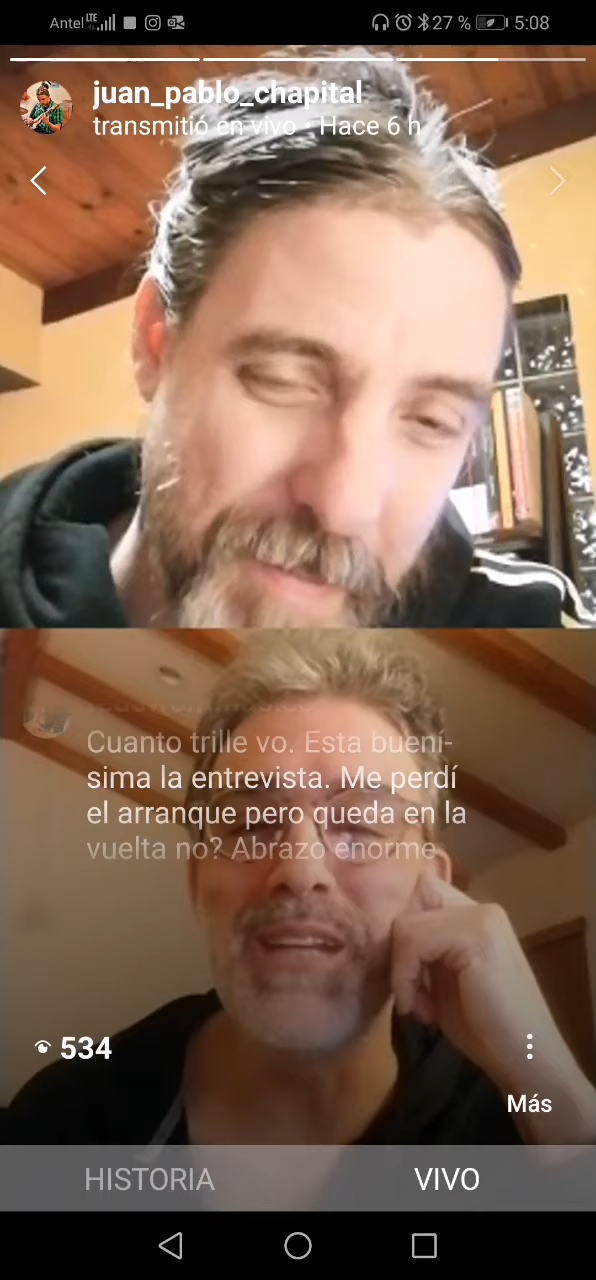 Antel LTE 27 % 5:08
juan_pablo_chapital
transmitió en vivo · Hace 6 h
Cuanto trille vo. Esta buení-
sima la entrevista. Me perdí
el arranque pero queda en la
vuelta no? Abrazo enorme
534
Más
HISTORIA VIVO